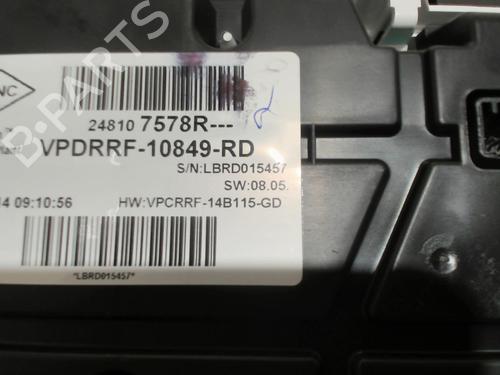 NC
24810 7578R---
VPDRRF-10849-RD
S/N:LBRD015457
SW:08.05.
14 09:10:56 HW:VPCRRF-14B115-GD
*LBRD015457*
B-PARTS